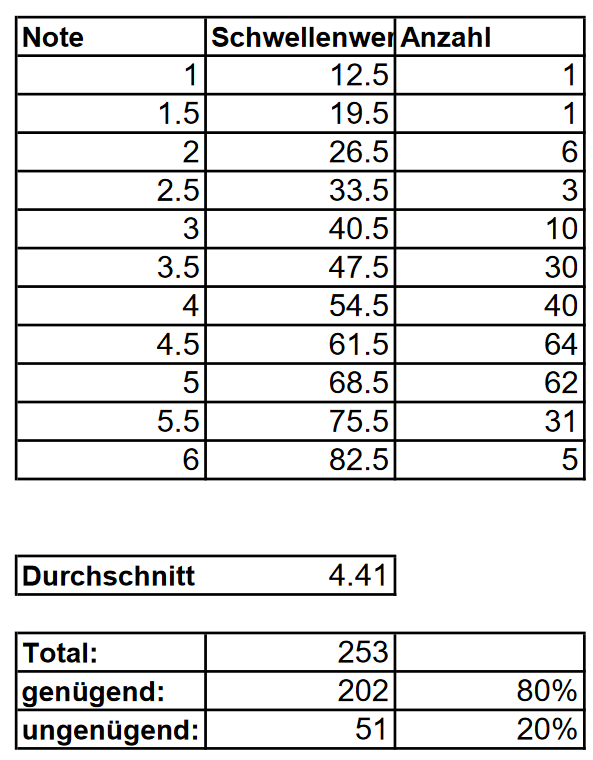 Note Schwellenwer Anzahl
1 12.5 1
1.5 19.5 1
2 26.5 6
2.5 33.5 3
3 40.5 10
3.5 47.5 30
4 54.5 40
4.5 61.5 64
5 68.5 62
5.5 75.5 31
6 82.5 5
Durchschnitt 4.41
Total: 253
genügend: 202 80%
ungenügend: 51 20%